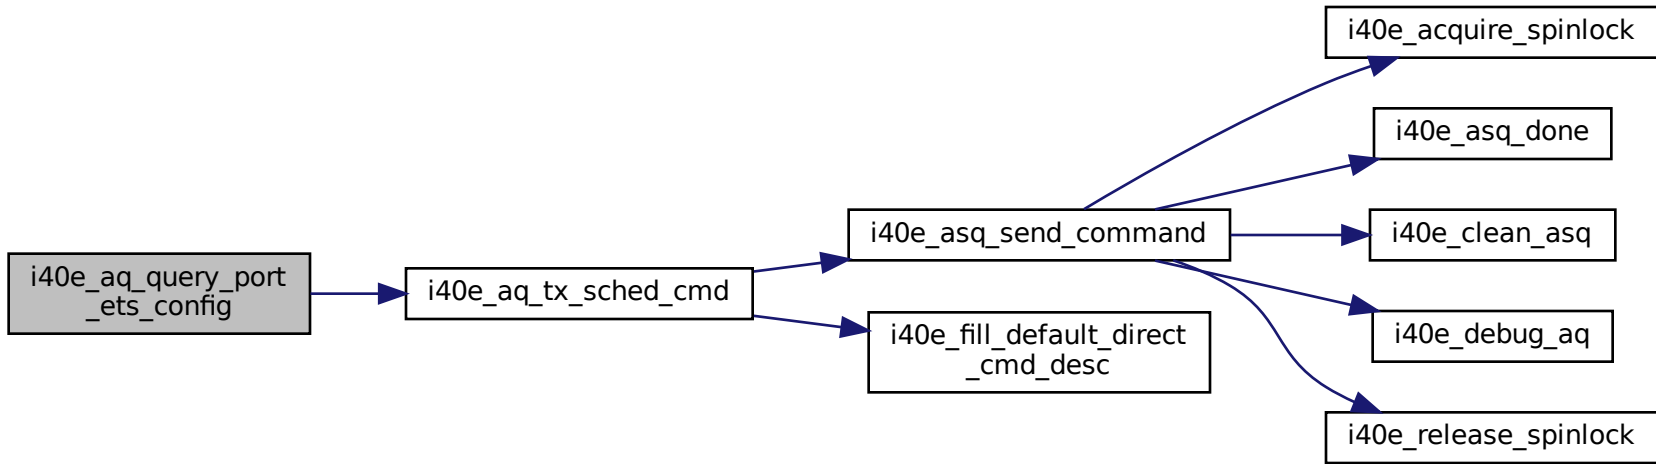 i40e_aq_query_port
_ets_config
i40e_aq_tx_sched_cmd
i40e_asq_send_command
i40e_fill_default_direct
_cmd_desc
i40e_acquire_spinlock
i40e_asq_done
i40e_clean_asq
i40e_debug_aq
i40e_release_spinlock